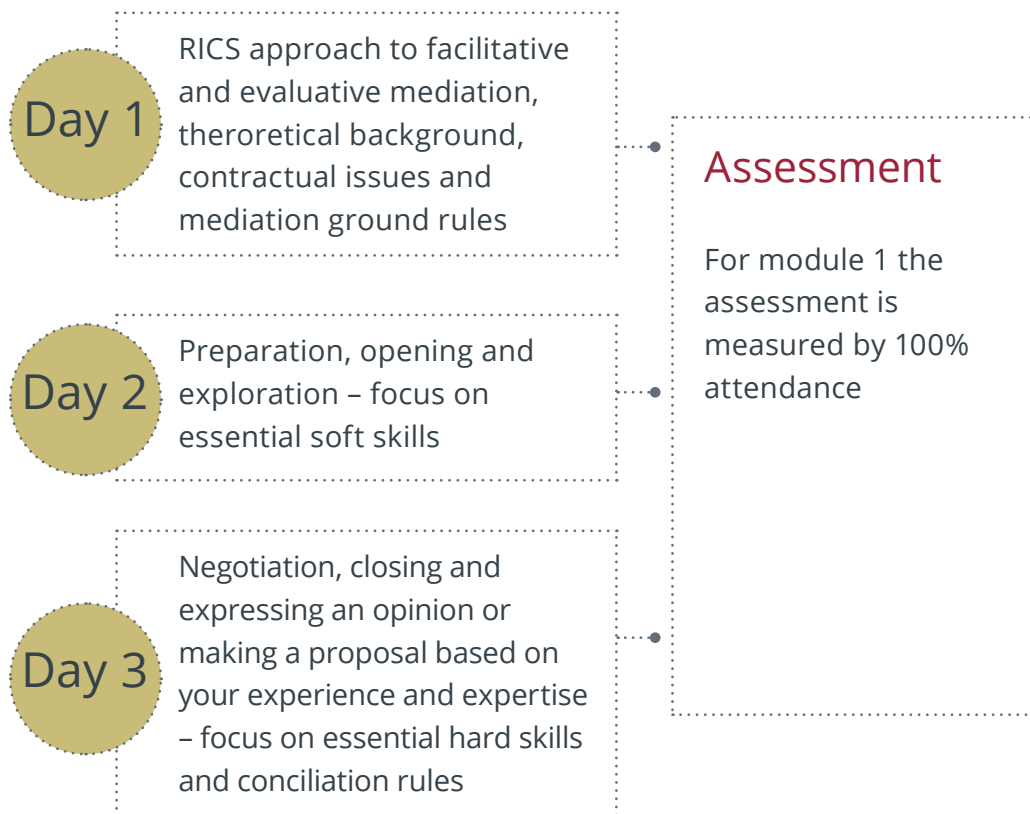 Day 1
RICS approach to facilitative
and evaluative mediation,
theroretical background,
contractual issues and
mediation ground rules
Day 2
Preparation, opening and
exploration – focus on
essential soft skills
Day 3
Negotiation, closing and
expressing an opinion or
making a proposal based on
your experience and expertise
– focus on essential hard skills
and conciliation rules
Assessment
For module 1 the
assessment is
measured by 100%
attendance